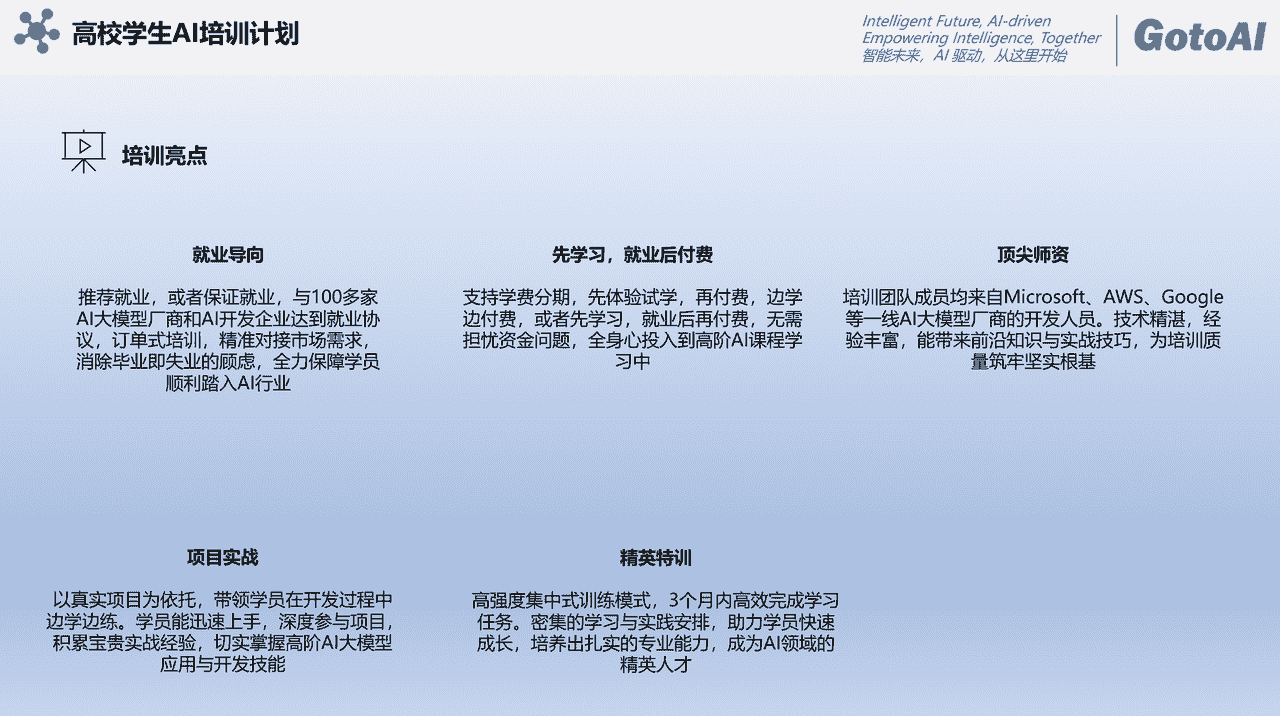 高校学生AI培训计划
Intelligent Future, AI-driven
Empowering Intelligence, Together
智能未来，AI 驱动，从这里开始
GotoAI
培训亮点
就业导向
推荐就业，或者保证就业，与100多家
AI大模型厂商和AI开发企业达到就业协
议，订单式培训，精准对接市场需求，
消除毕业即失业的顾虑，全力保障学员
顺利踏入AI行业
先学习，就业后付费
支持学费分期，先体验试学，再付费，边学
边付费，或者先学习，就业后再付费，无需
担忧资金问题，全身心投入到高阶AI课程学
习中
顶尖师资
培训团队成员均来自Microsoft、AWS、Google
等一线AI大模型厂商的开发人员。技术精湛，经
验丰富，能带来前沿知识与实战技巧，为培训质
量筑牢坚实根基
项目实战
以真实项目为依托，带领学员在开发过程中
边学边练。学员能迅速上手，深度参与项目，
积累宝贵实战经验，切实掌握高阶AI大模型
应用与开发技能
精英特训
高强度集中式训练模式，3个月内高效完成学习
任务。密集的学习与实践安排，助力学员快速
成长，培养出扎实的专业能力，成为AI领域的
精英人才